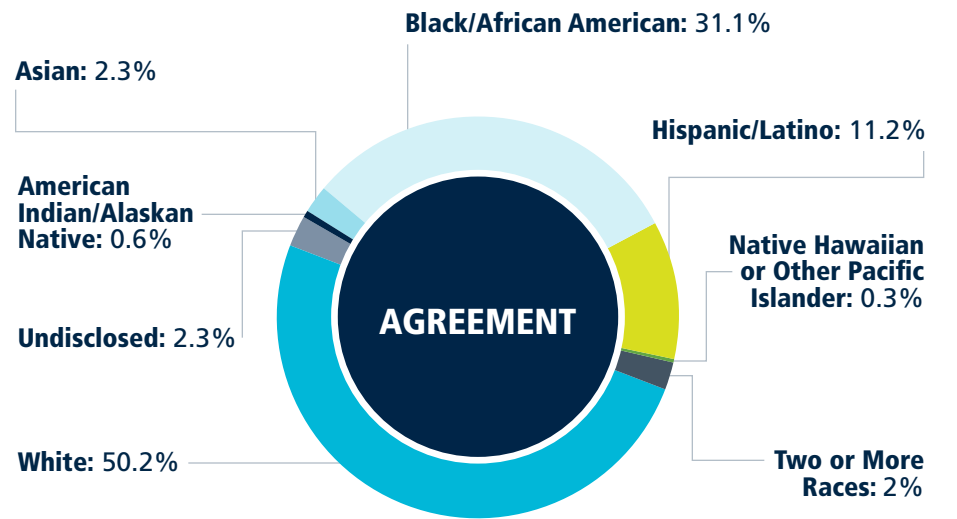 Black/African American: 31.1%
Asian: 2.3%
Hispanic/Latino: 11.2%
American
Indian/Alaskan
Native: 0.6%
Native Hawaiian
or Other Pacific
Islander: 0.3%
AGREEMENT
Undisclosed: 2.3%
White: 50.2%
Two or More
Races: 2%